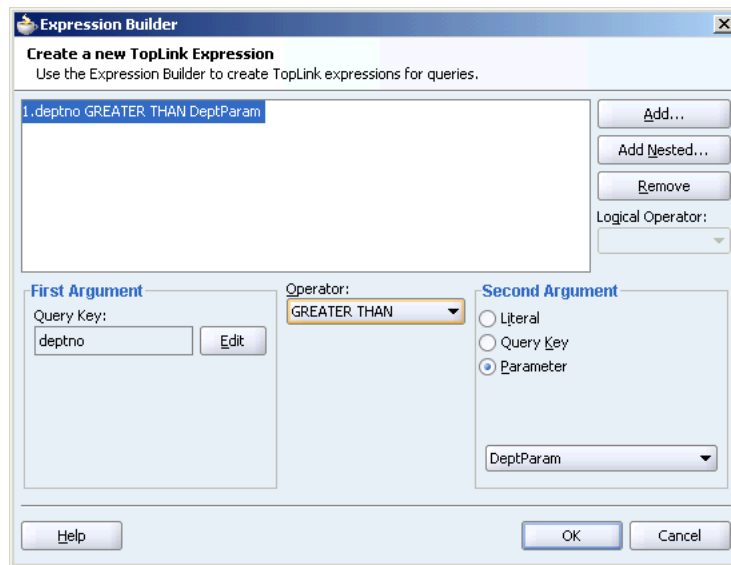 Expression Builder
Create a new TopLink Expression
Use the Expression Builder to create TopLink expressions for queries.
1.deptno GREATER THAN DeptParam
Add...
Add Nested...
Remove
Logical Operator:
First Argument
Query Key:
deptno
Edit
Operator:
GREATER THAN
Second Argument
Literal
Query Key
Parameter
DeptParam
Help
OK
Cancel